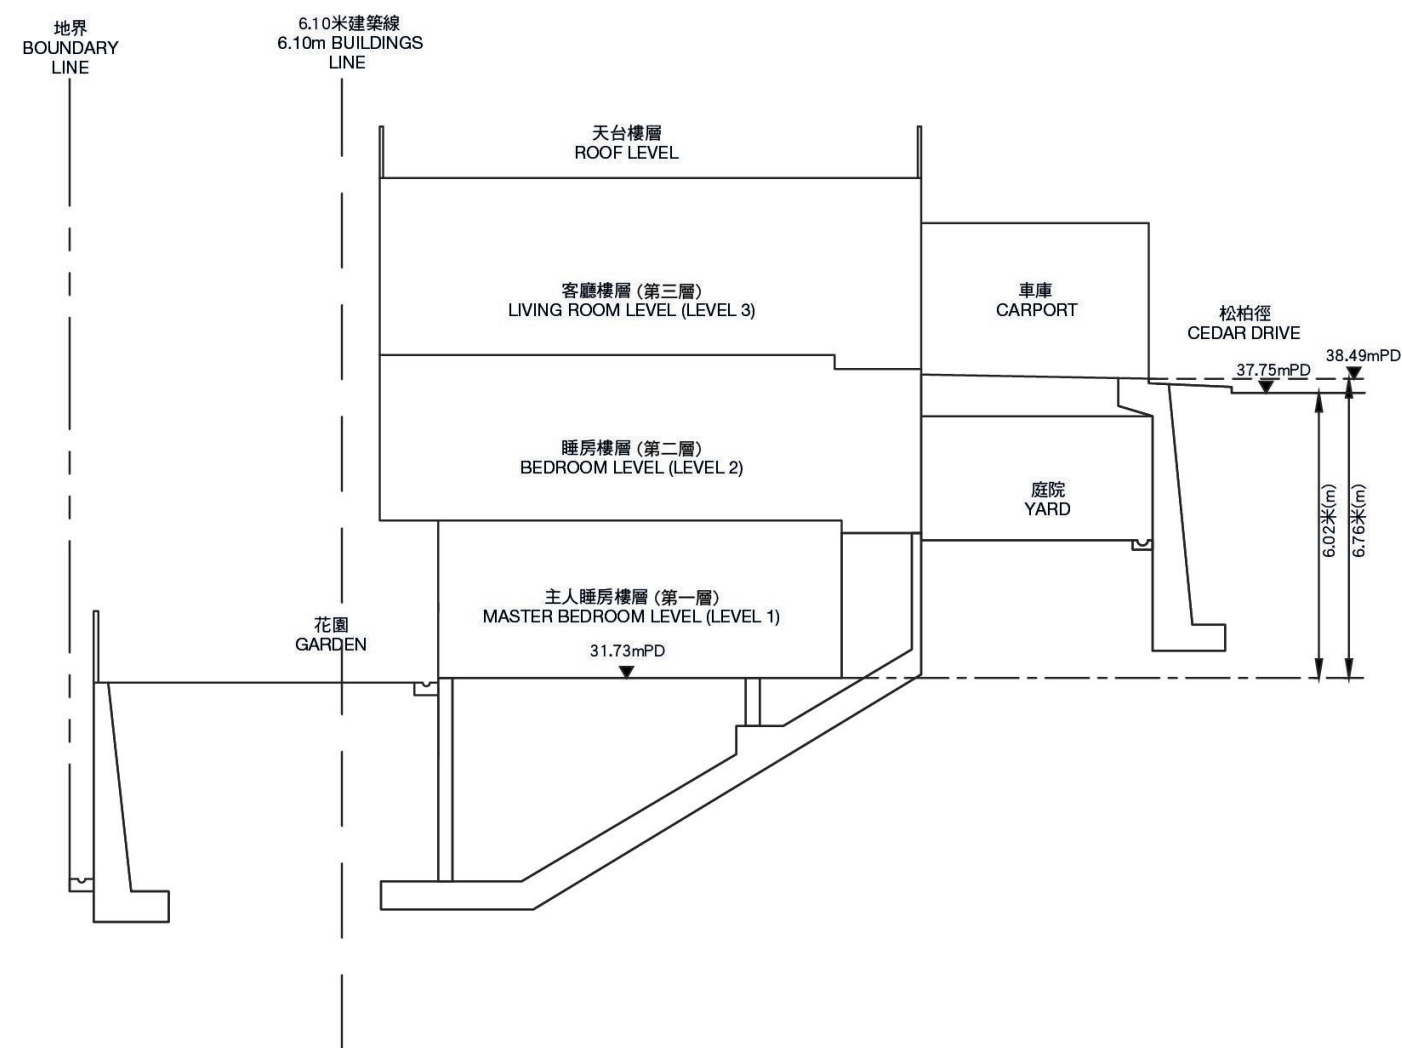 地界
BOUNDARY
LINE
6.10米建築線
6.10m BUILDINGS
LINE
天台樓層
ROOF LEVEL
客廳樓層 (第三層)
LIVING ROOM LEVEL (LEVEL 3)
車庫
CARPORT
松柏徑
CEDAR DRIVE
38.49mPD
37.75mPD
睡房樓層 (第二層)
BEDROOM LEVEL (LEVEL 2)
庭院
YARD
6.02米(m)
6.76米(m)
主人睡房樓層 (第一層)
MASTER BEDROOM LEVEL (LEVEL 1)
31.73mPD
花園
GARDEN